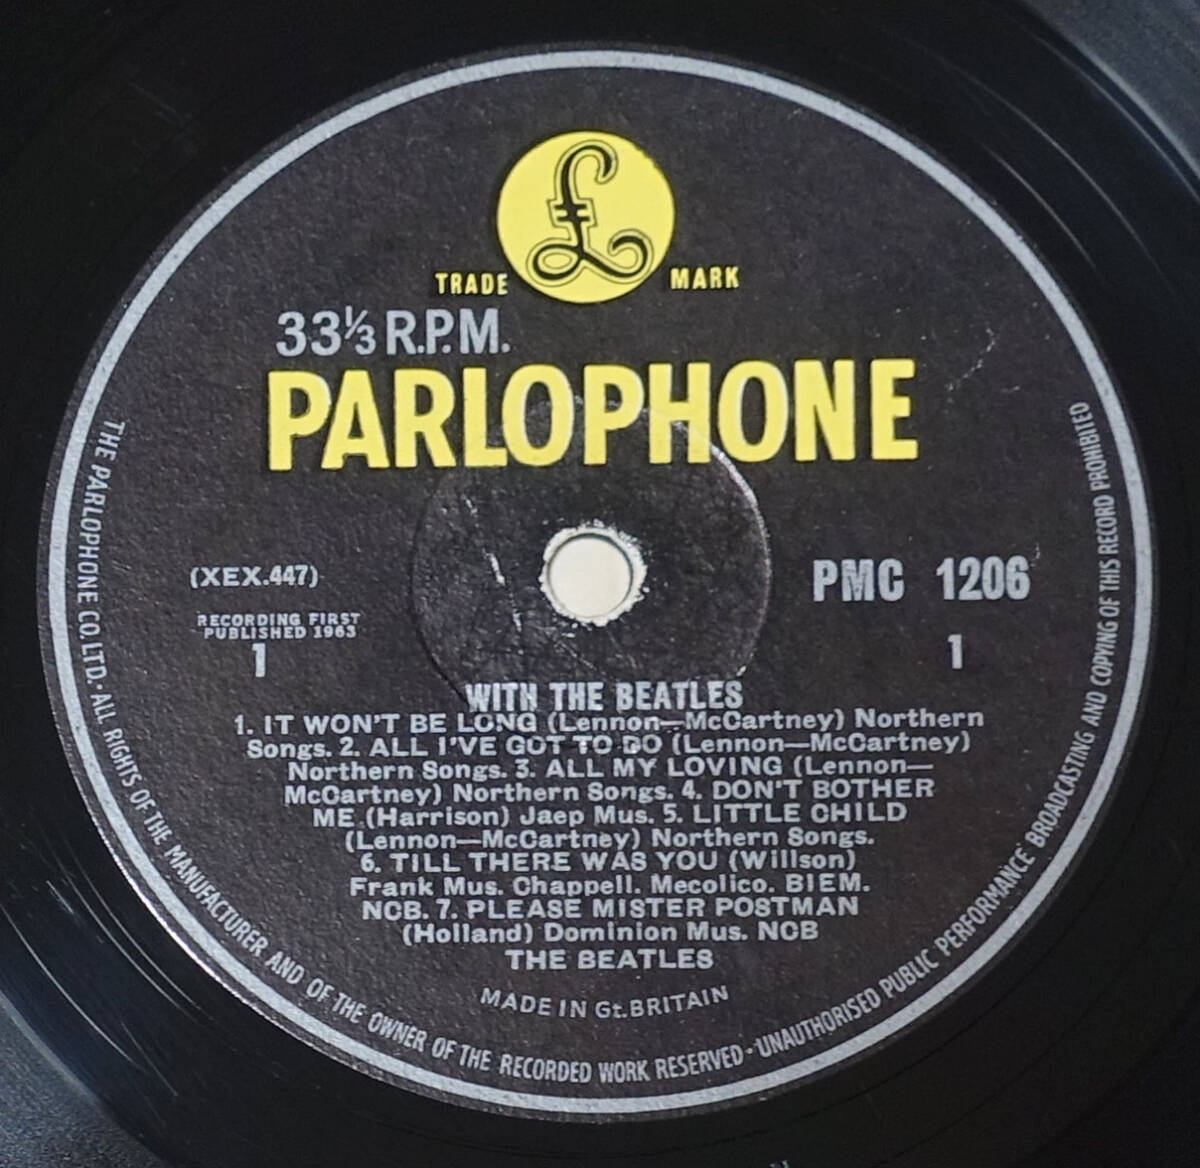 £
TRADE MARK
33⅓ R.P.M.
PARLOPHONE
(XEX.447)
PMC 1206
RECORDING FIRST
PUBLISHED 1963
1
1
WITH THE BEATLES
1. IT WON'T BE LONG (Lennon—McCartney) Northern
Songs. 2. ALL I'VE GOT TO DO (Lennon—McCartney)
Northern Songs. 3. ALL MY LOVING (Lennon—
McCartney) Northern Songs. 4. DON'T BOTHER
ME (Harrison) Jaep Mus. 5. LITTLE CHILD
(Lennon—McCartney) Northern Songs.
6. TILL THERE WAS YOU (Willson)
Frank Mus. Chappell. Mecolico. BIEM.
NCB. 7. PLEASE MISTER POSTMAN
(Holland) Dominion Mus. NCB
THE BEATLES
MADE IN Gt. BRITAIN
THE PARLOPHONE CO. LTD. · ALL RIGHTS OF THE MANUFACTURER AND OF THE OWNER OF THE RECORDED WORK RESERVED · UNAUTHORISED PUBLIC PERFORMANCE BROADCASTING AND COPYING OF THIS RECORD PROHIBITED